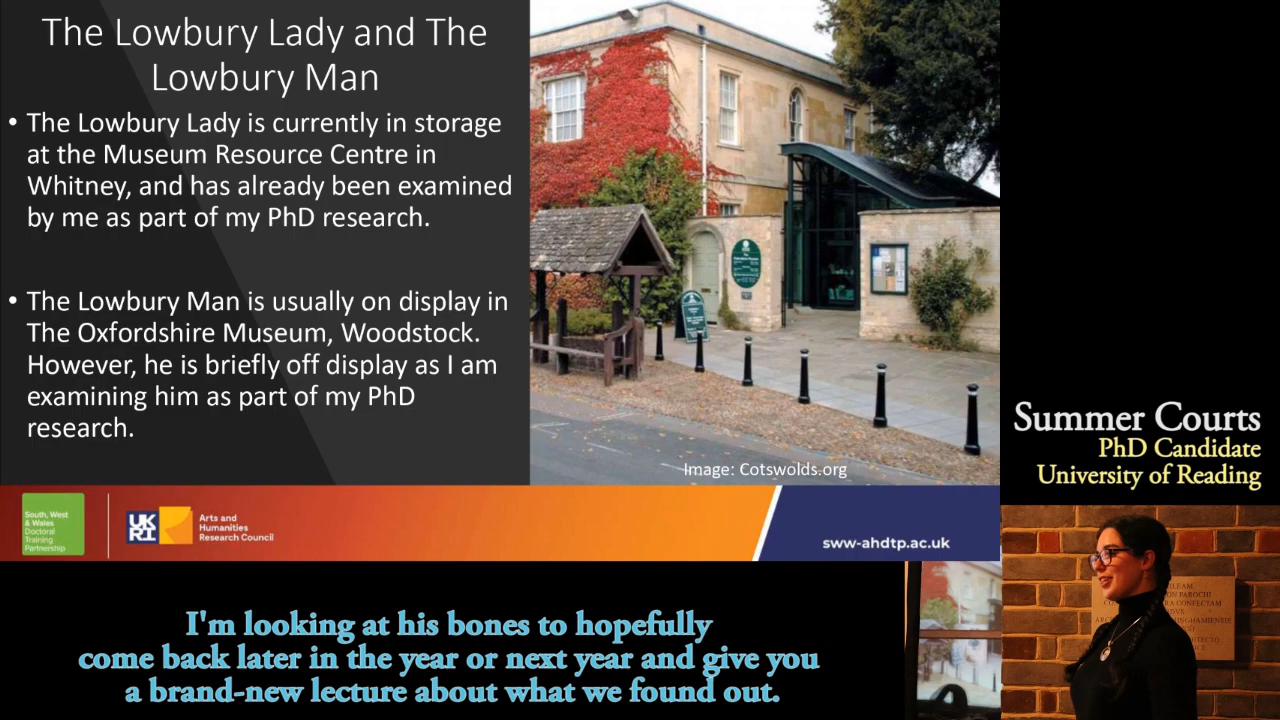 The Lowbury Lady and The
Lowbury Man
• The Lowbury Lady is currently in storage
at the Museum Resource Centre in
Whitney, and has already been examined
by me as part of my PhD research.
• The Lowbury Man is usually on display in
The Oxfordshire Museum, Woodstock.
However, he is briefly off display as I am
examining him as part of my PhD
research.
Image: Cotswolds.org
South, West
& Wales
Doctoral
Training
Partnership
UK
RI
Arts and
Humanities
Research Council
sww-ahdtp.ac.uk
Summer Courts
PhD Candidate
University of Reading
I'm looking at his bones to hopefully
come back later in the year or next year and give you
a brand-new lecture about what we found out.